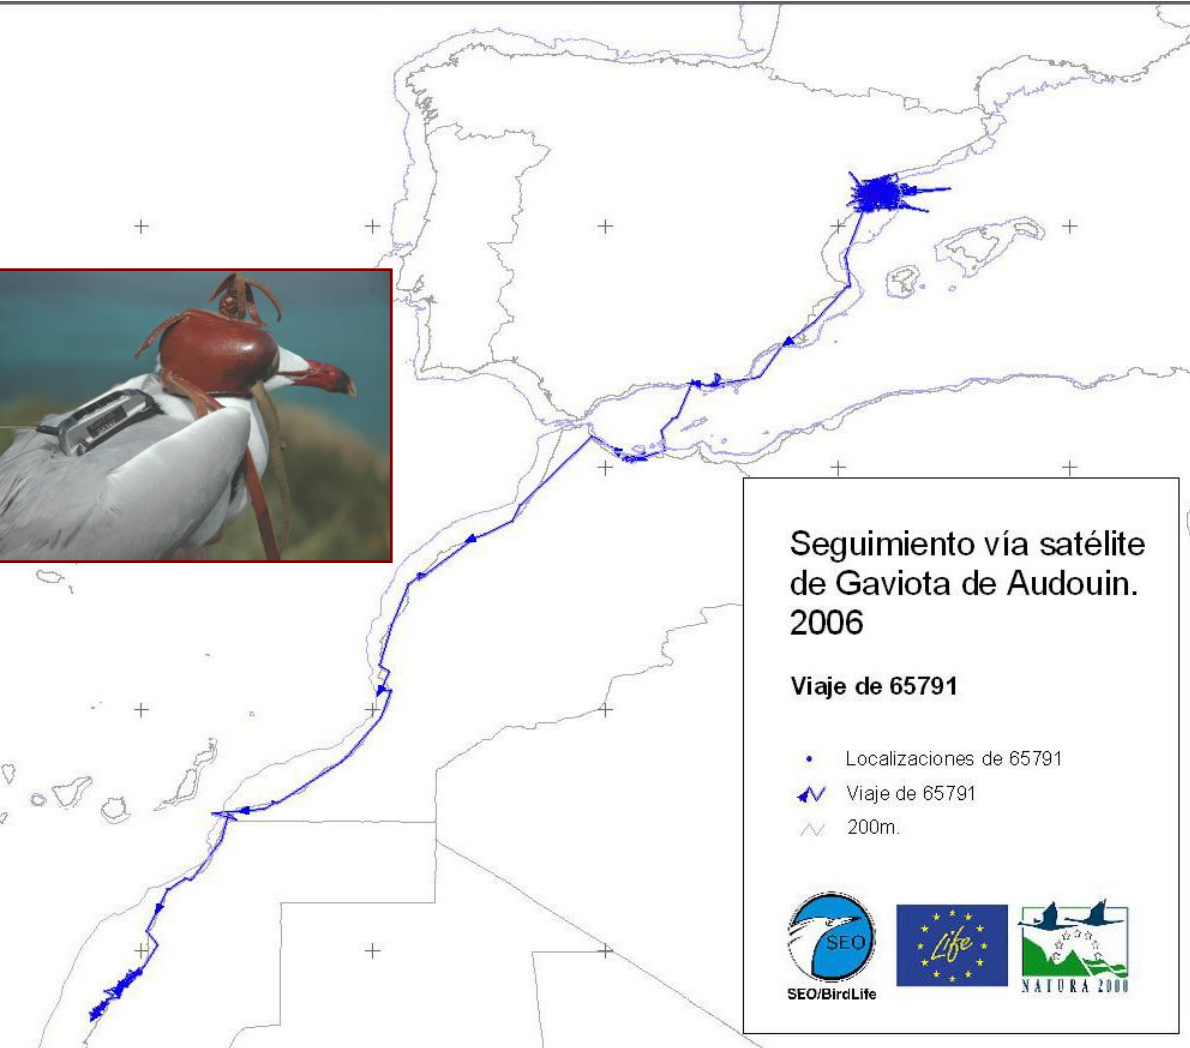 Seguimiento vía satélite
de Gaviota de Audouin.
2006
Viaje de 65791
Localizaciones de 65791
Viaje de 65791
200m.
SEO
SEO/BirdLife
Life
NATURA 2000